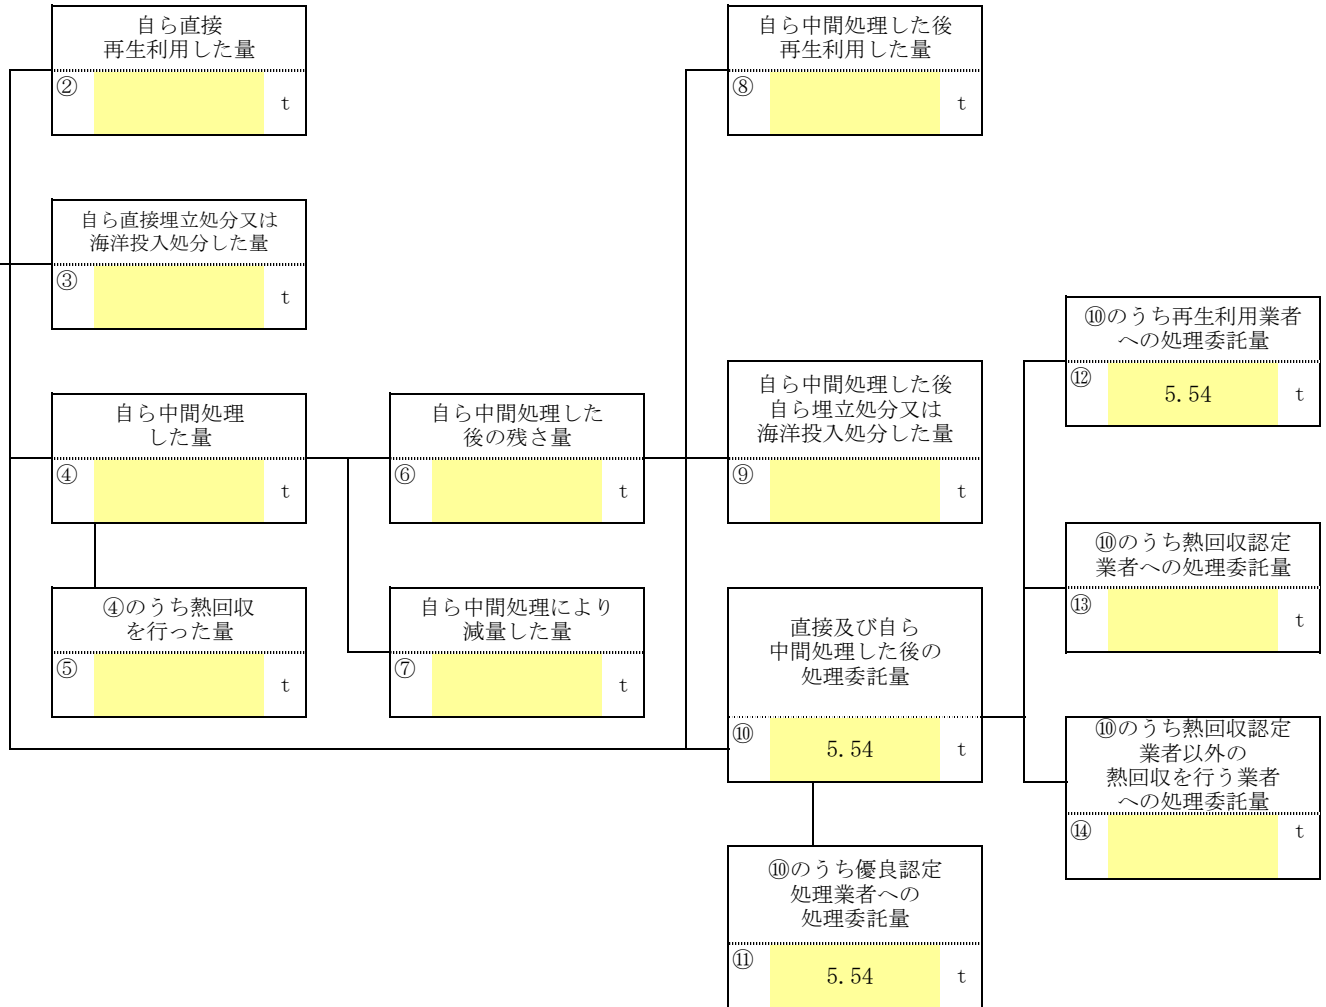 自ら直接
再生利用した量
②
t
自ら中間処理した後
再生利用した量
⑧
t
自ら直接埋立処分又は
海洋投入処分した量
③
t
⑩のうち再生利用業者
への処理委託量
⑫
5.54 t
自ら中間処理
した量
④
t
自ら中間処理した
後の残さ量
⑥
t
自ら中間処理した後
自ら埋立処分又は
海洋投入処分した量
⑨
t
⑩のうち熱回収認定
業者への処理委託量
⑬
t
④のうち熱回収
を行った量
⑤
t
自ら中間処理により
減量した量
⑦
t
直接及び自ら
中間処理した後の
処理委託量
⑩
5.54 t
⑩のうち熱回収認定
業者以外の
熱回収を行う業者
への処理委託量
⑭
t
⑩のうち優良認定
処理業者への
処理委託量
⑪
5.54 t